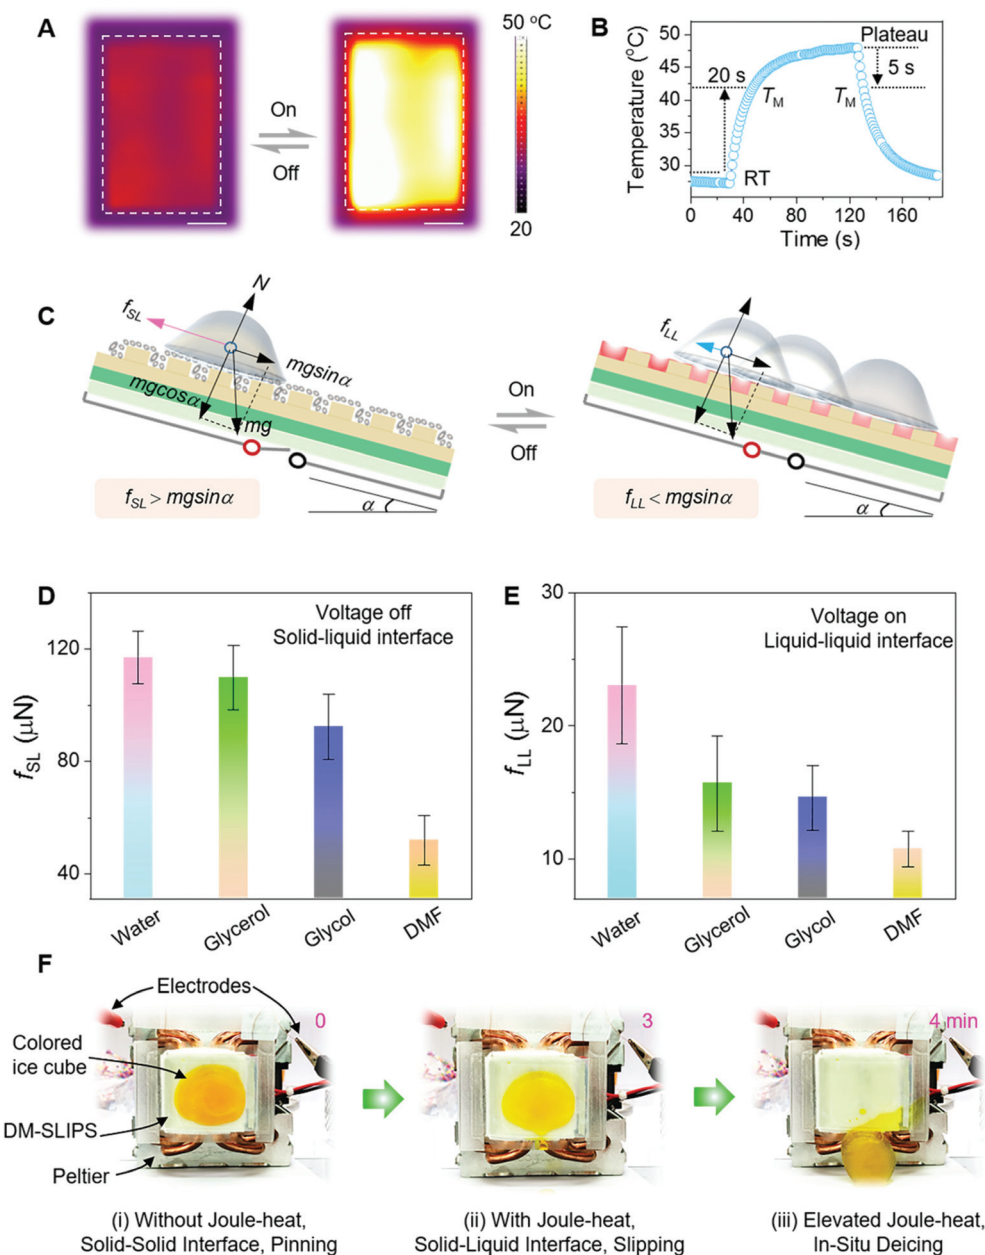 A
50 °C
On
Off
20
B
Temperature (°C)
50
45
40
35
30
Plateau
20 s
5 s
T_M
T_M
RT
0
40
80
120
160
Time (s)
C
N
f_SL
mgsinα
mgcosα
mg
α
f_SL > mgsinα
On
Off
f_LL
α
f_LL < mgsinα
D
Voltage off
Solid-liquid interface
f_SL (μN)
120
80
40
Water
Glycerol
Glycol
DMF
E
Voltage on
Liquid-liquid interface
f_LL (μN)
30
20
10
Water
Glycerol
Glycol
DMF
F
Electrodes
Colored
ice cube
DM-SLIPS
Peltier
0
3
4 min
(i) Without Joule-heat,
Solid-Solid Interface, Pinning
(ii) With Joule-heat,
Solid-Liquid Interface, Slipping
(iii) Elevated Joule-heat,
In-Situ Deicing